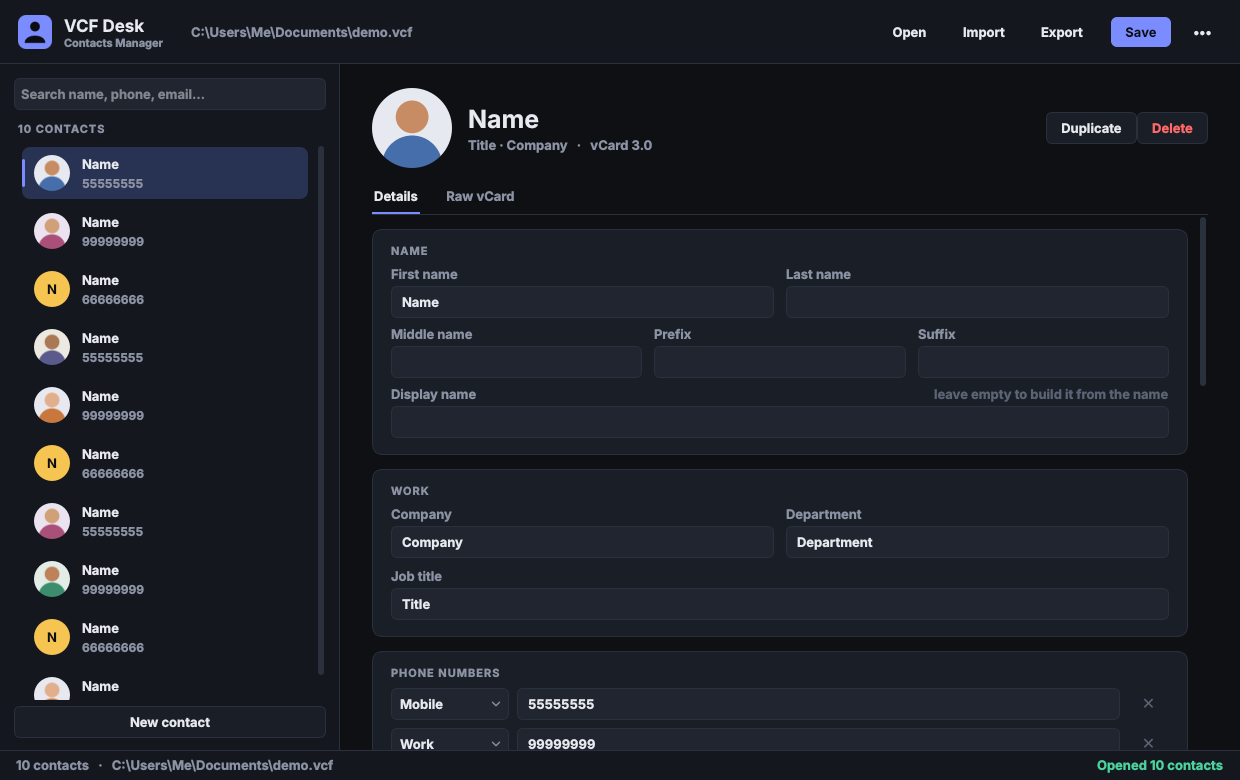 VCF Desk
Contacts Manager
C:\Users\Me\Documents\demo.vcf
Open Import Export Save •••
Search name, phone, email...
10 CONTACTS
Name
55555555
Name
99999999
N
Name
66666666
Name
55555555
Name
99999999
N
Name
66666666
Name
55555555
Name
99999999
N
Name
66666666
Name
New contact
Name
Title · Company · vCard 3.0
Duplicate Delete
Details Raw vCard
NAME
First name Last name
Name
Middle name Prefix Suffix
Display name leave empty to build it from the name
WORK
Company Department
Company Department
Job title
Title
PHONE NUMBERS
Mobile 55555555
Work 99999999
10 contacts · C:\Users\Me\Documents\demo.vcf
Opened 10 contacts